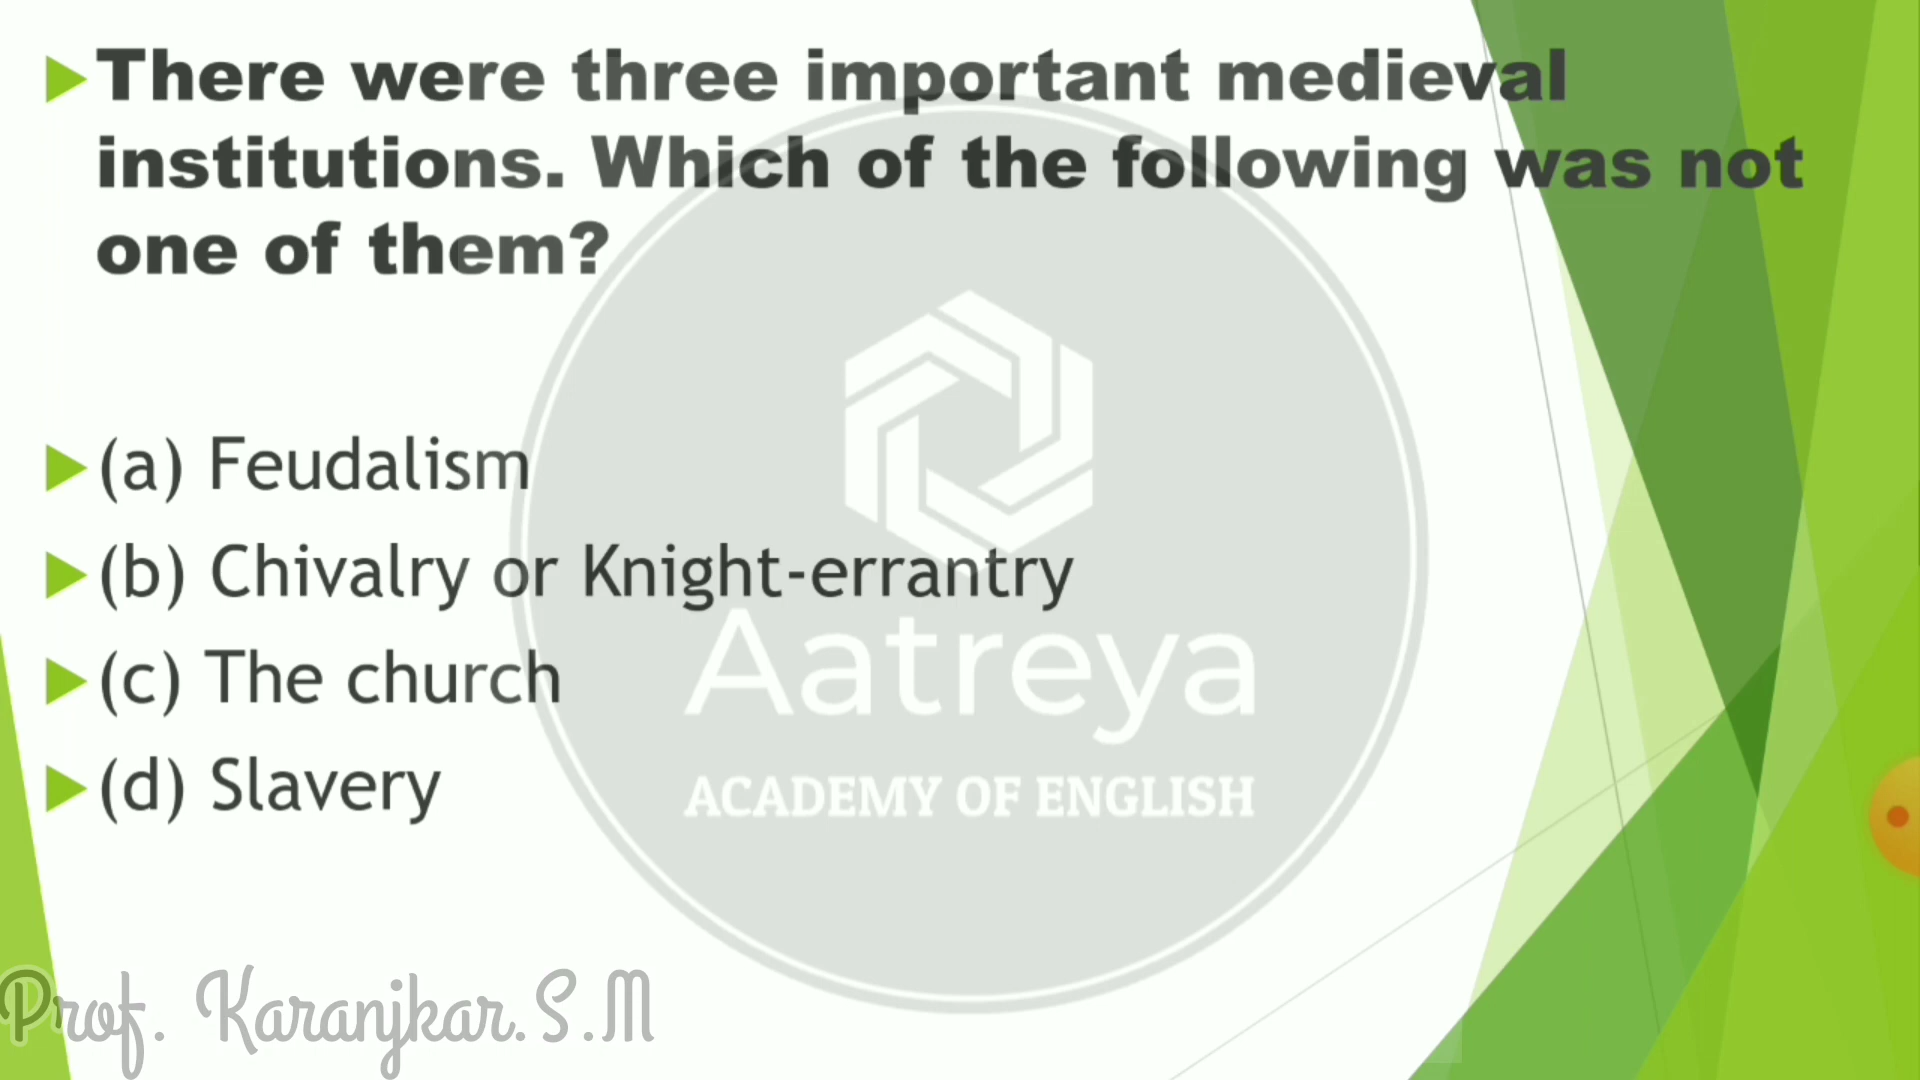 There were three important medieval
institutions. Which of the following was not
one of them?
(a) Feudalism
(b) Chivalry or Knight-errantry
(c) The church
(d) Slavery
Aatreya
ACADEMY OF ENGLISH
Prof. Karanjkar.S.M